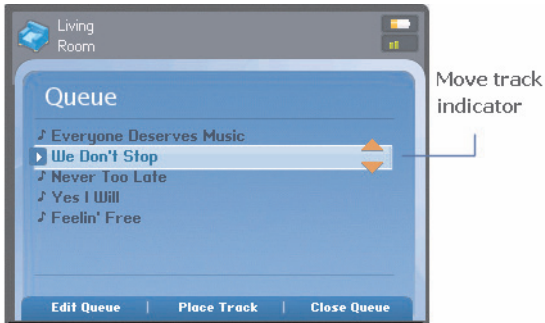 Living
Room
Queue
Everyone Deserves Music
We Don't Stop
Never Too Late
Yes I Will
Feelin' Free
Edit Queue | Place Track | Close Queue
Move track
indicator